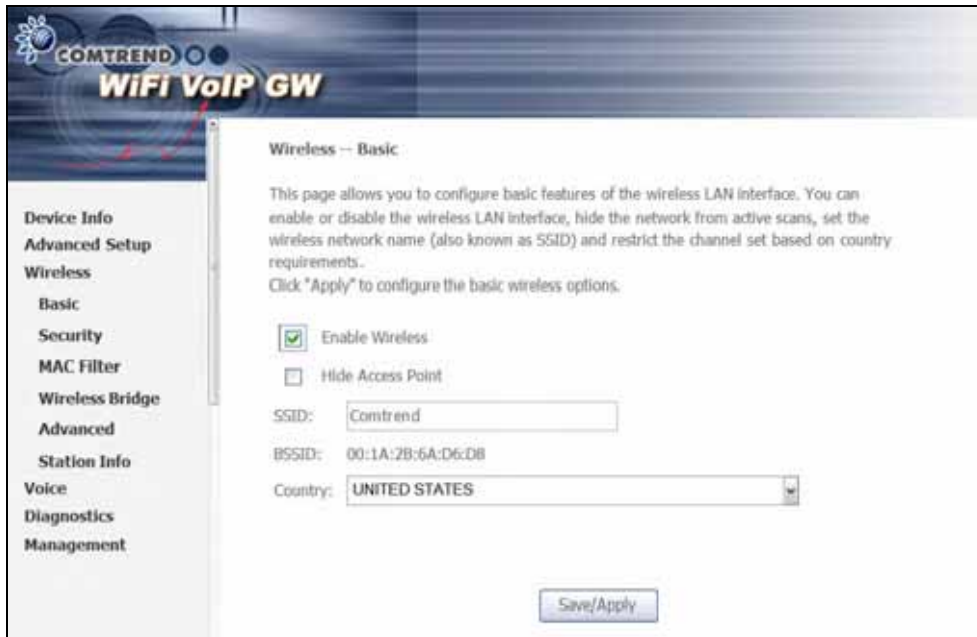 COMTREND
WiFi VoIP GW
Device Info
Advanced Setup
Wireless
Basic
Security
MAC Filter
Wireless Bridge
Advanced
Station Info
Voice
Diagnostics
Management
Wireless -- Basic
This page allows you to configure basic features of the wireless LAN interface. You can
enable or disable the wireless LAN interface, hide the network from active scans, set the
wireless network name (also known as SSID) and restrict the channel set based on country
requirements.
Click "Apply" to configure the basic wireless options.
Enable Wireless
Hide Access Point
SSID: Comtrend
BSSID: 00:1A:2B:6A:D6:DB
Country: UNITED STATES
Save/Apply